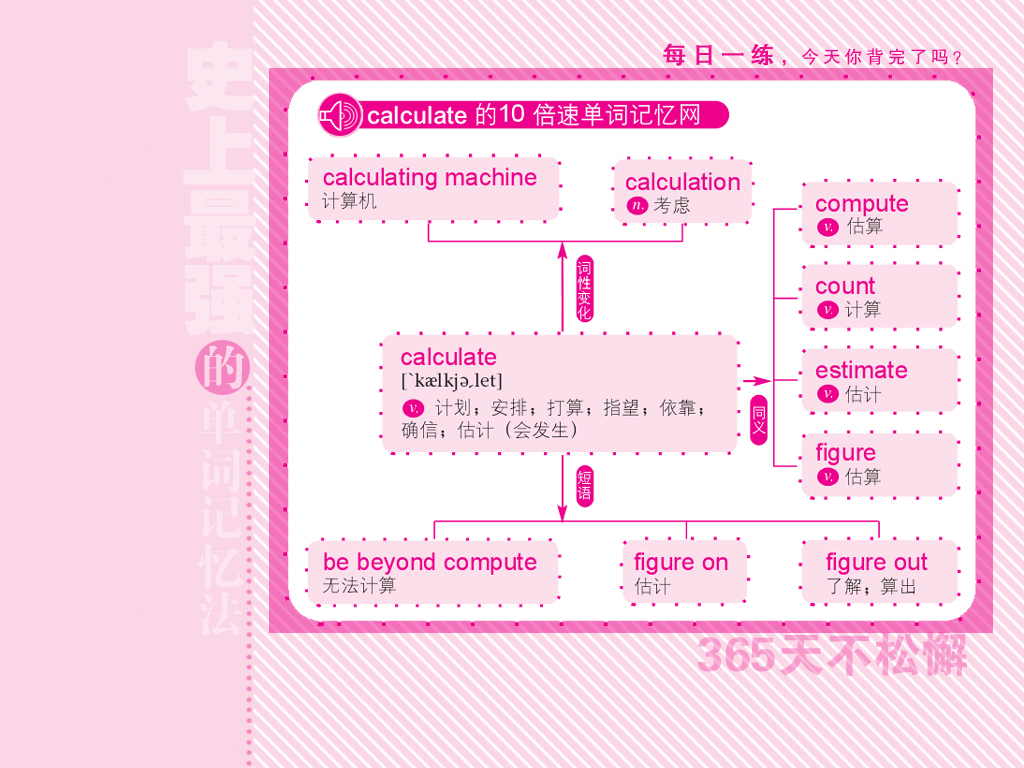 史上最强的单词记忆法
每日一练，今天你背完了吗？
calculate 的10 倍速单词记忆网
calculating machine
计算机
calculation
n. 考虑
compute
v. 估算
count
v. 计算
estimate
v. 估计
figure
v. 估算
词性变化
calculate
[`kælkjəˏlet]
v. 计划；安排；打算；指望；依靠；
确信；估计（会发生）
同义
短语
be beyond compute
无法计算
figure on
估计
figure out
了解；算出
365天不松懈